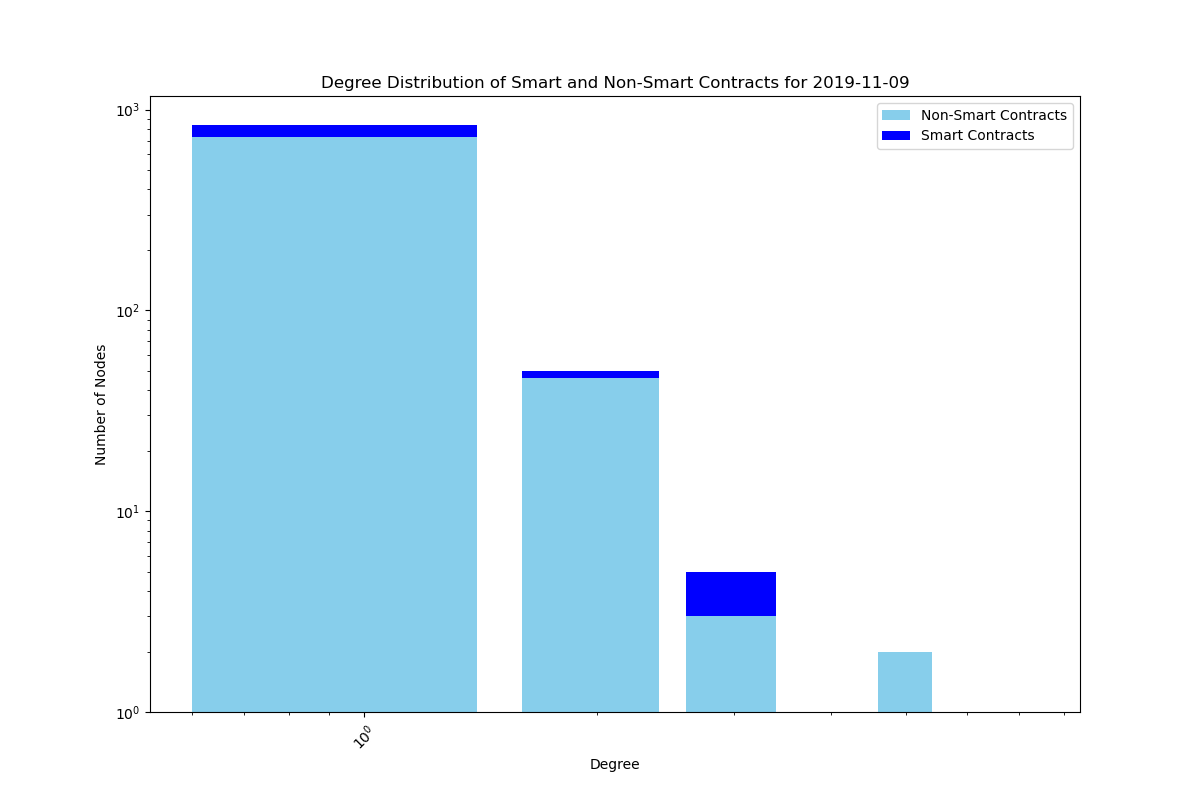 Degree Distribution of Smart and Non-Smart Contracts for 2019-11-09
Non-Smart Contracts
Smart Contracts
10³
10²
10¹
10⁰
Number of Nodes
10⁰
Degree